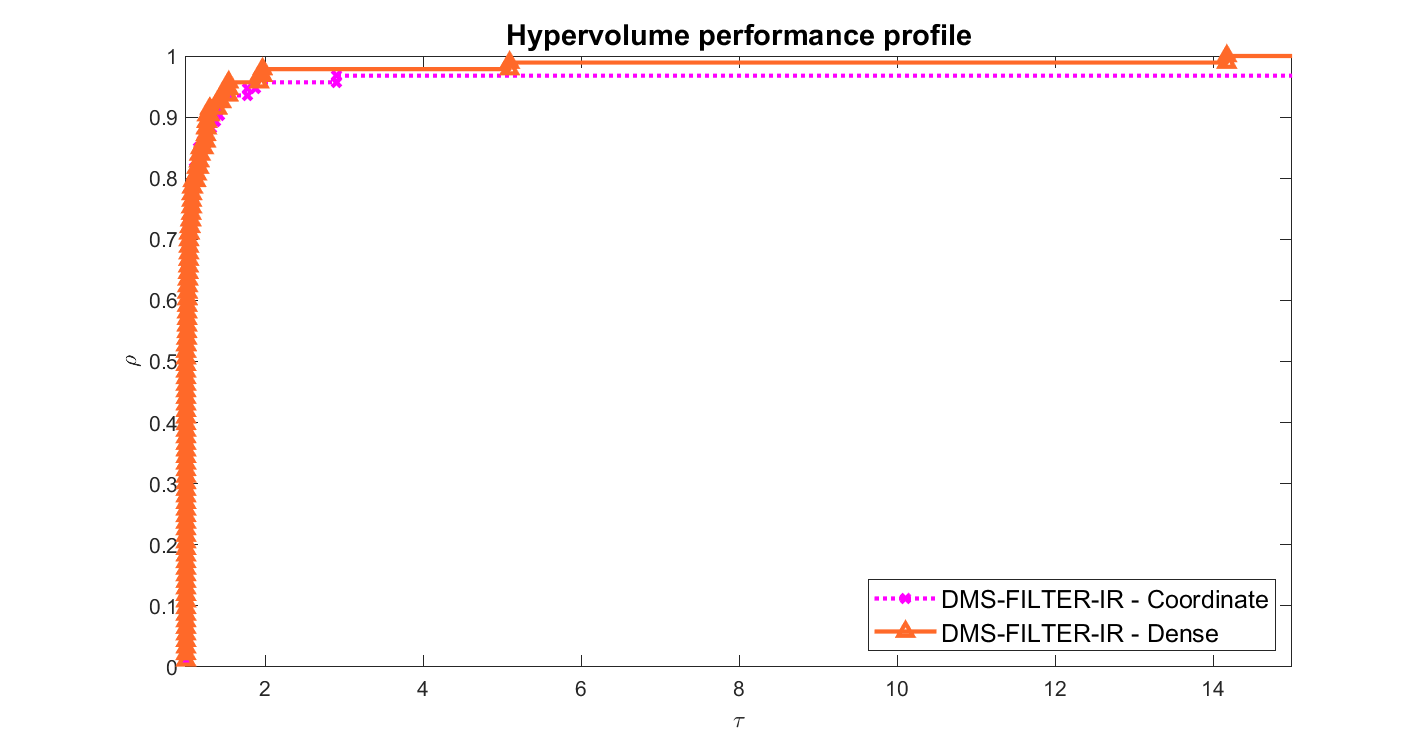 Hypervolume performance profile
1
0.9
0.8
0.7
0.6
0.5
0.4
0.3
0.2
0.1
0
ρ
2 4 6 8 10 12 14
τ
DMS-FILTER-IR - Coordinate
DMS-FILTER-IR - Dense